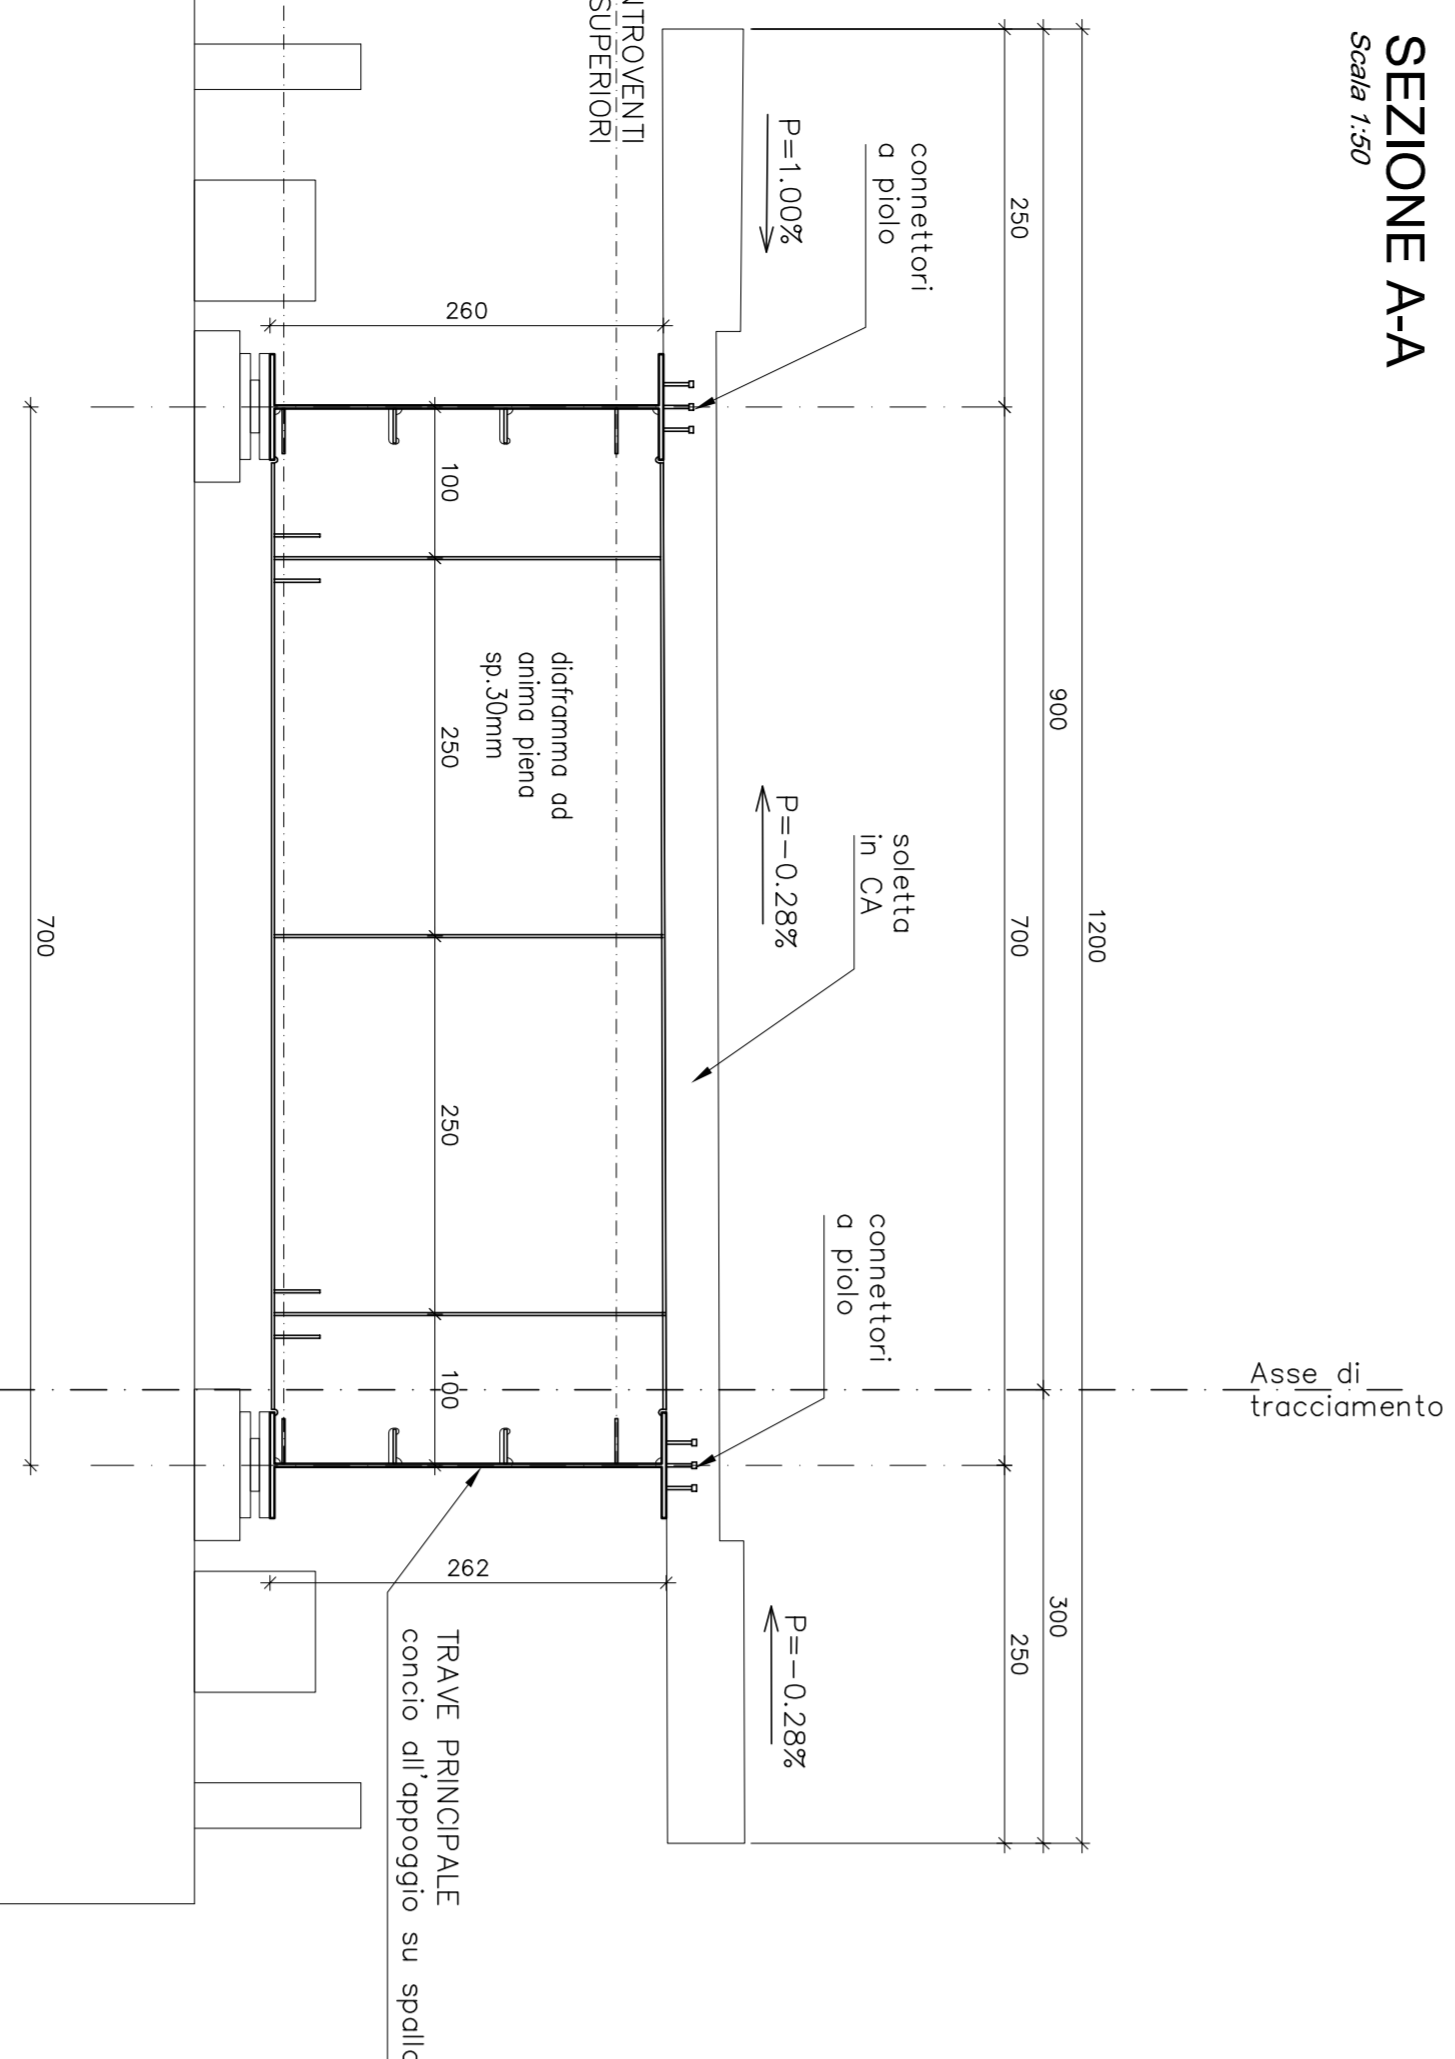 SEZIONE A-A
Scala 1:50
1200
900
300
250
700
250
Asse di
tracciamento
P=1.00%
P=-0.28%
P=-0.28%
connettori
a piolo
soletta
in CA
connettori
a piolo
NTROVENTI
SUPERIORI
260
262
diaframma ad
anima piena
sp.30mm
100
250
250
100
TRAVE PRINCIPALE
concio all'appoggio su spalla
700